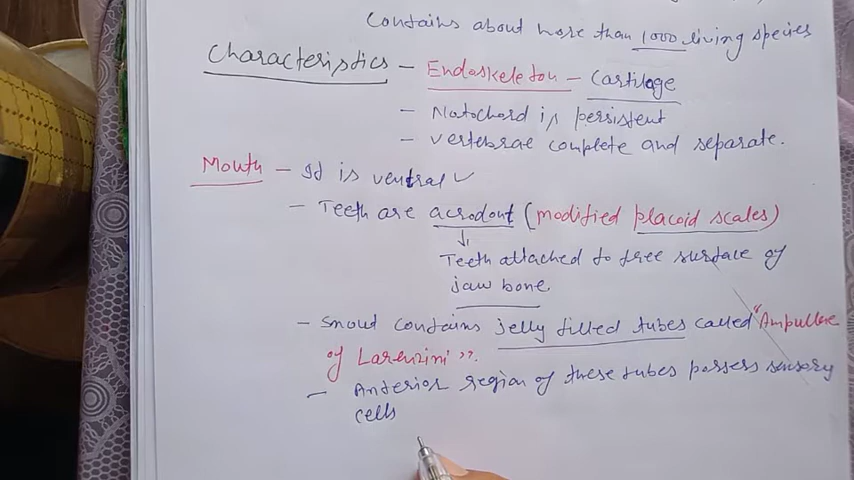 Contains about more than 1000 living species
Characteristics - Endoskeleton - Cartilage
- Notochord is persistent
- vertebrae complete and separate.
Mouth - It is ventral ✓
- Teeth are acrodont (modified placoid scales)
↓
Teeth attached to free surface of
jaw bone.
- Snout contains jelly filled tubes called "Ampullae
of Lorenzini".
- Anterior region of these tubes possess sensory
cells